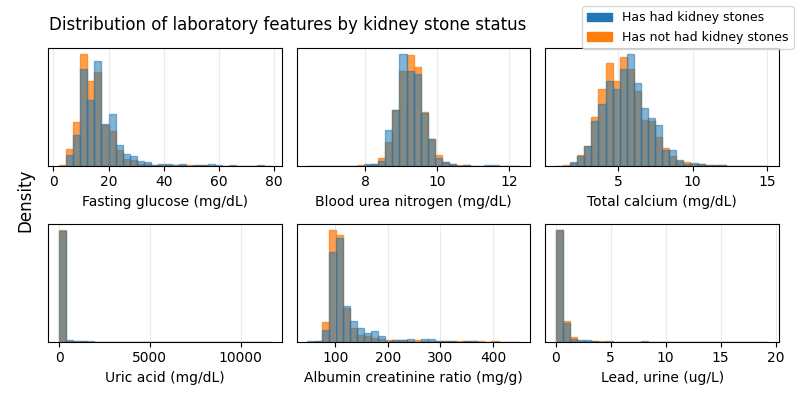 Distribution of laboratory features by kidney stone status
Has had kidney stones
Has not had kidney stones
0 20 40 60 80
Fasting glucose (mg/dL)
8 10 12
Blood urea nitrogen (mg/dL)
5 10 15
Total calcium (mg/dL)
Density
0 5000 10000
Uric acid (mg/dL)
100 200 300 400
Albumin creatinine ratio (mg/g)
0 5 10 15 20
Lead, urine (ug/L)